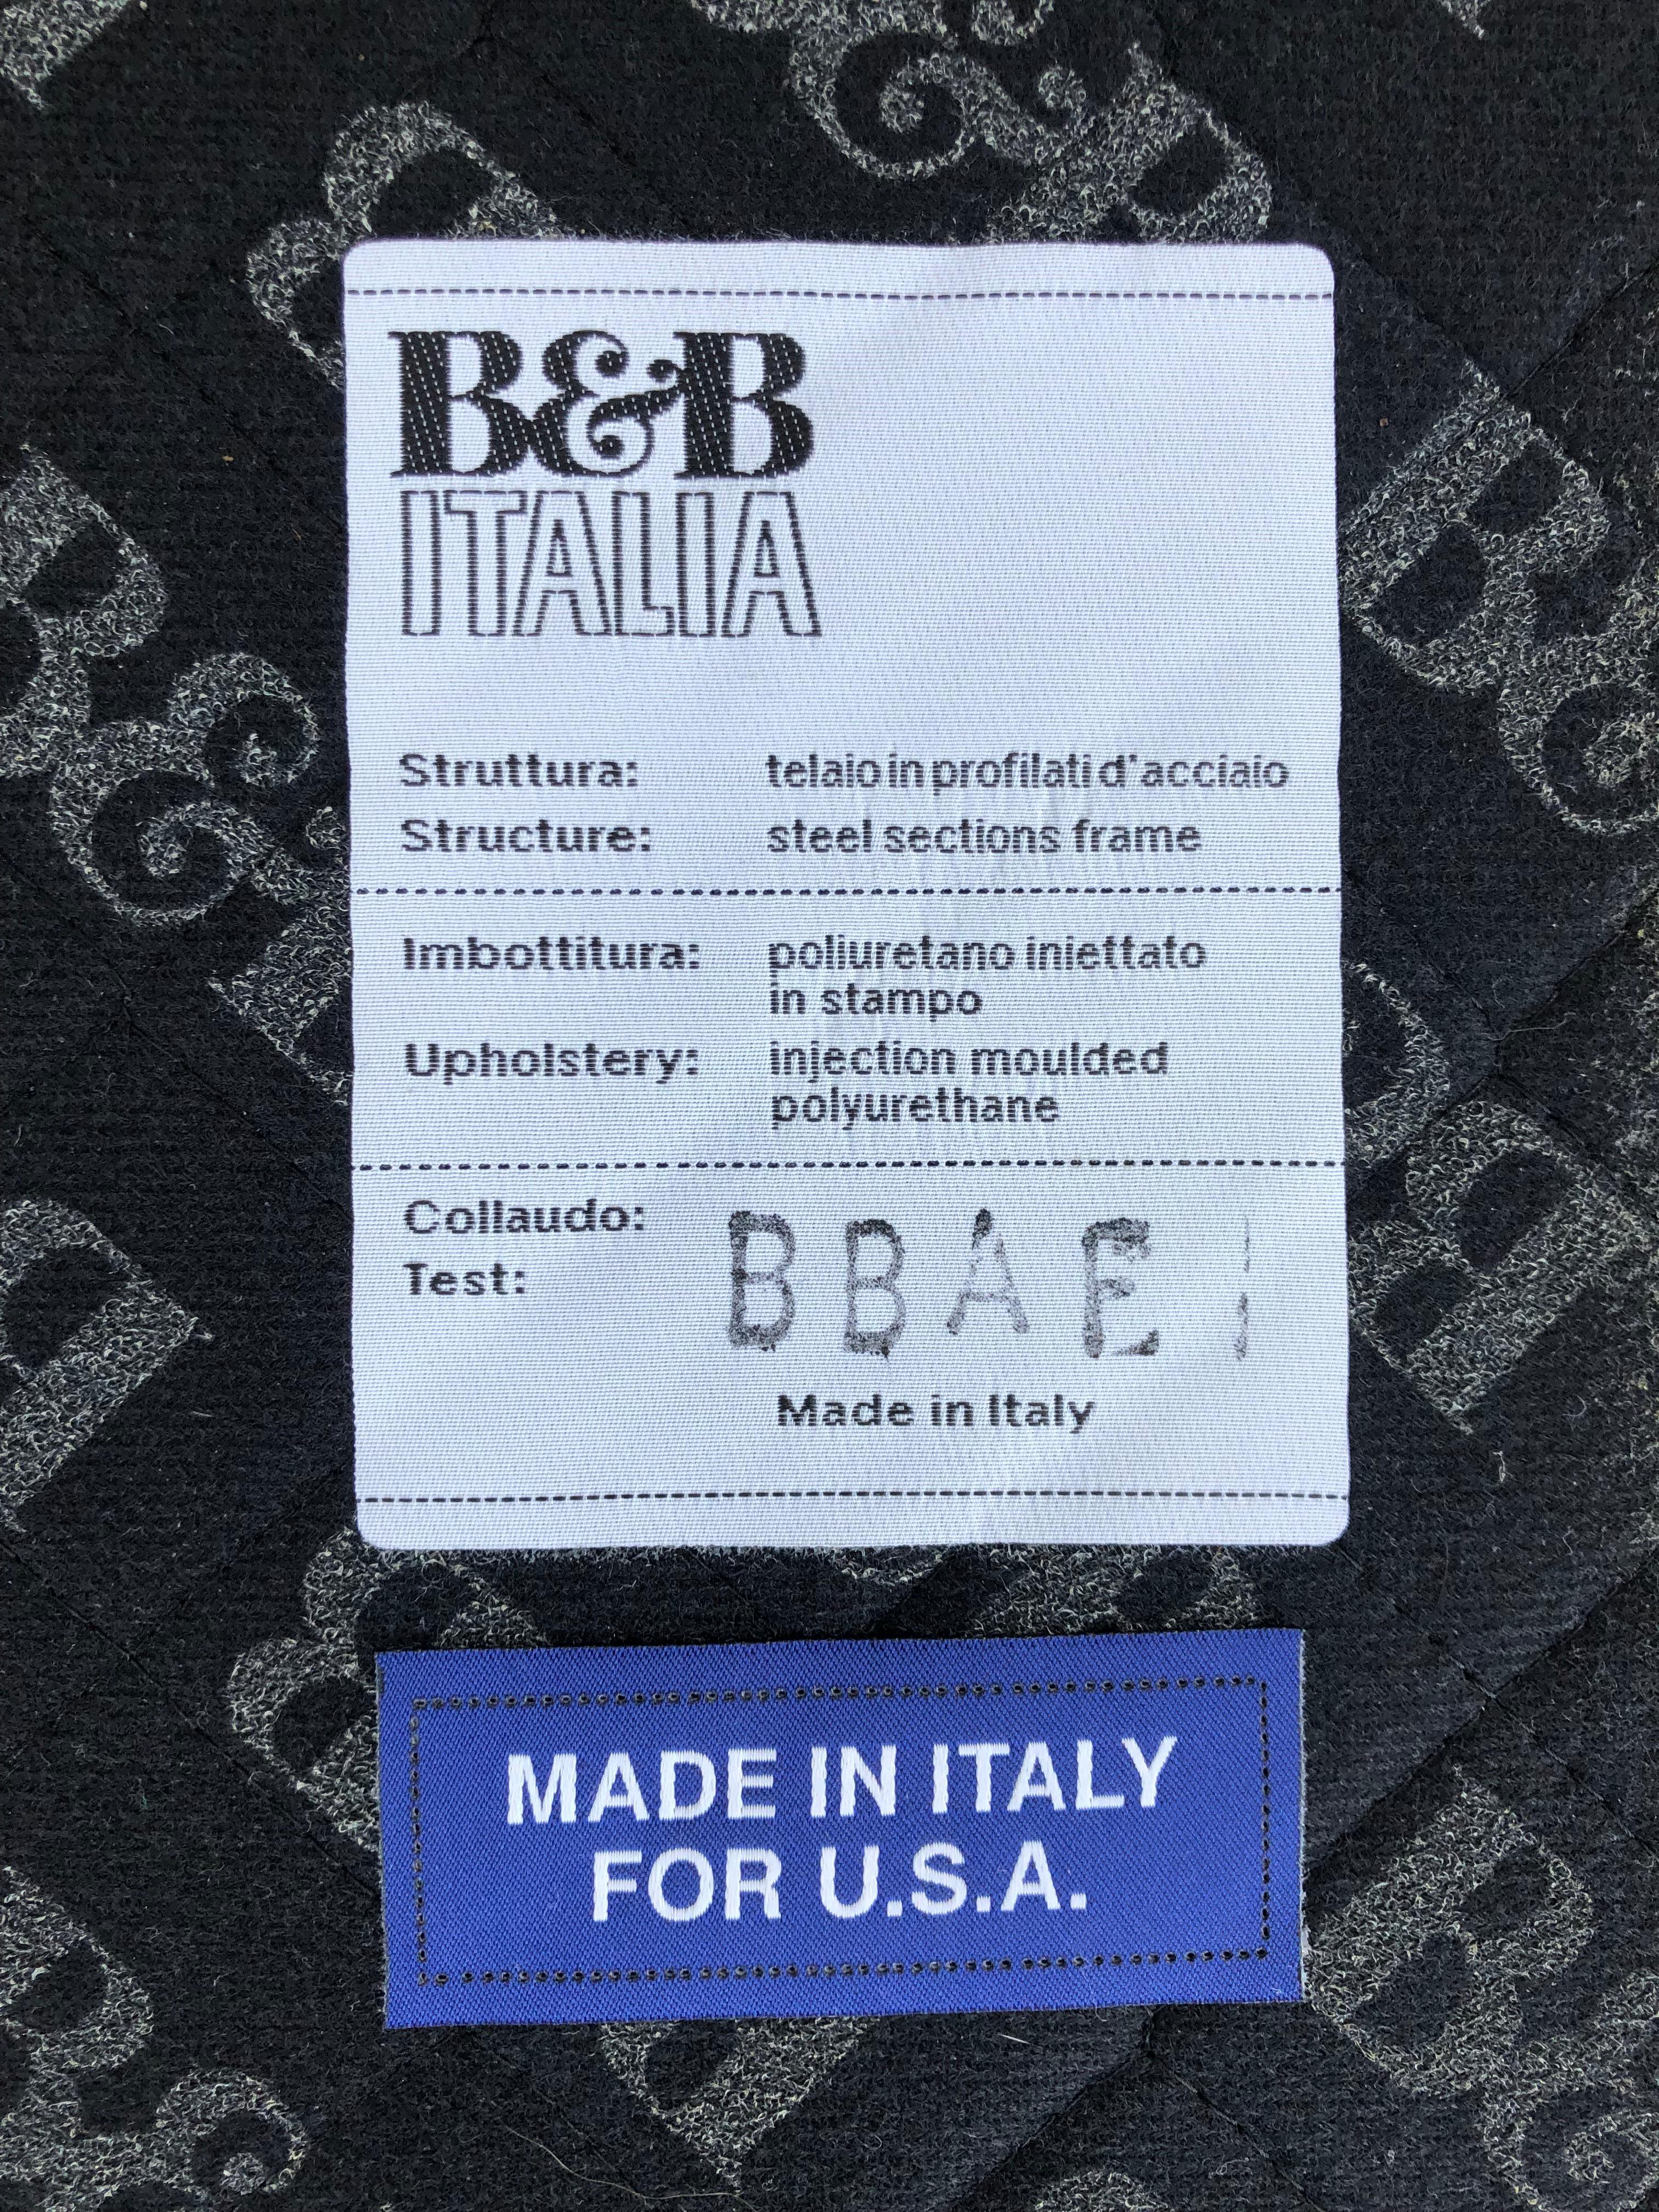 B&B
ITALIA
Struttura: telaio in profilati d'acciaio
Structure: steel sections frame
Imbottitura: poliuretano iniettato
in stampo
Upholstery: injection moulded
polyurethane
Collaudo:
Test: B B A E
Made in Italy
MADE IN ITALY
FOR U.S.A.